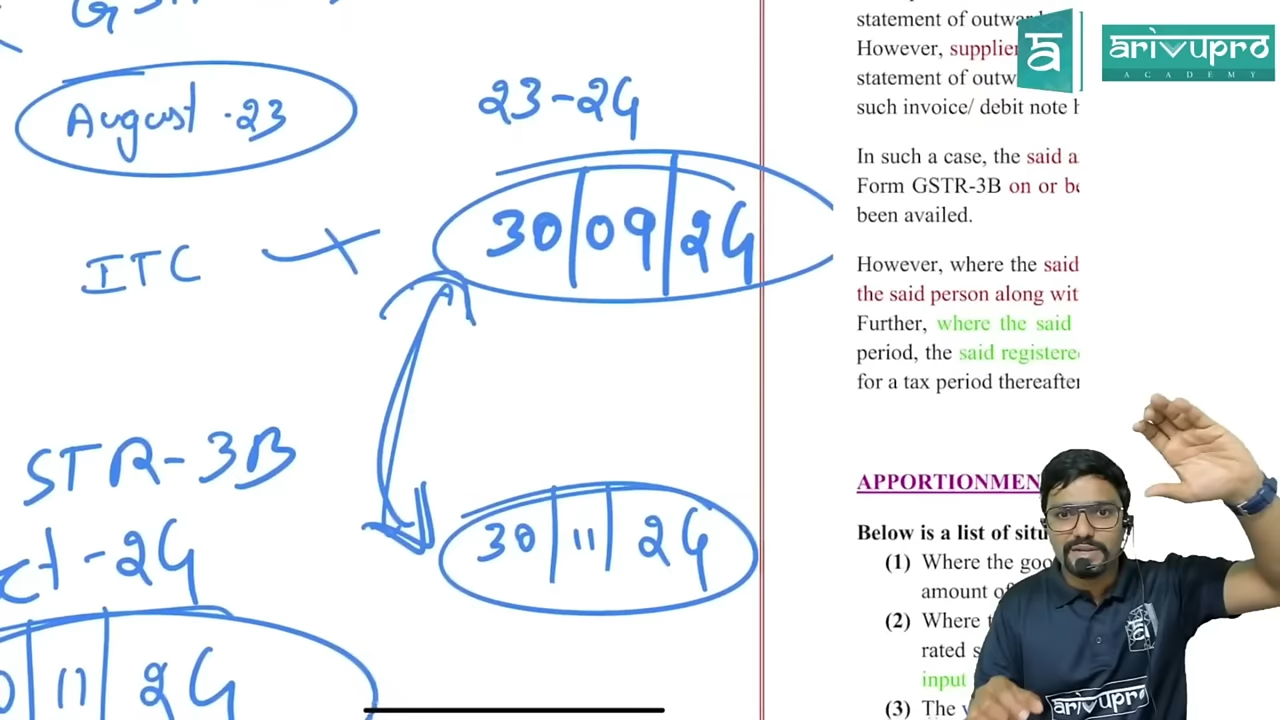 August - 23
23-24
30|09|24
ITC
STR-3B
ct-24
30|11|24
11|24
statement of outward
However, supplier
statement of outw
such invoice/ debit note h
In such a case, the said a
Form GSTR-3B on or be
been availed.
However, where the said
the said person along wit
Further, where the said
period, the said registere
for a tax period thereafter
APPORTIONMEN
Below is a list of situ
(1) Where the goo
amount o
(2) Where t
rated s
input
(3) The
ā
arivupro
ACADEMY
arivupro